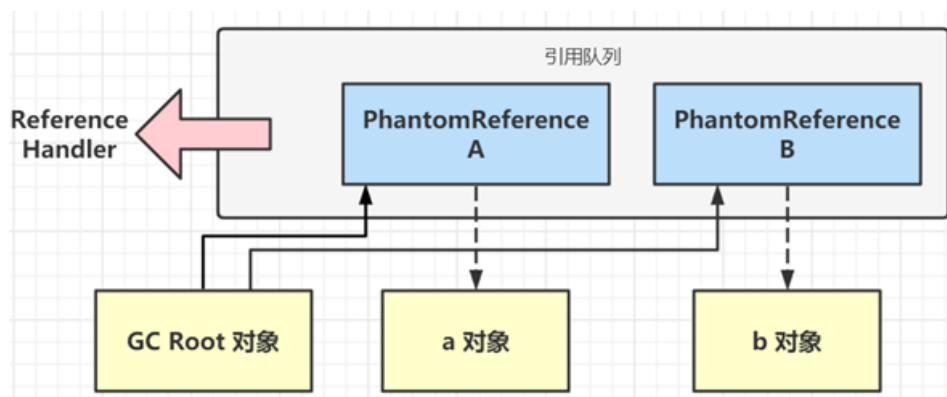 引用队列
Reference
Handler
PhantomReference
A
PhantomReference
B
GC Root 对象
a 对象
b 对象